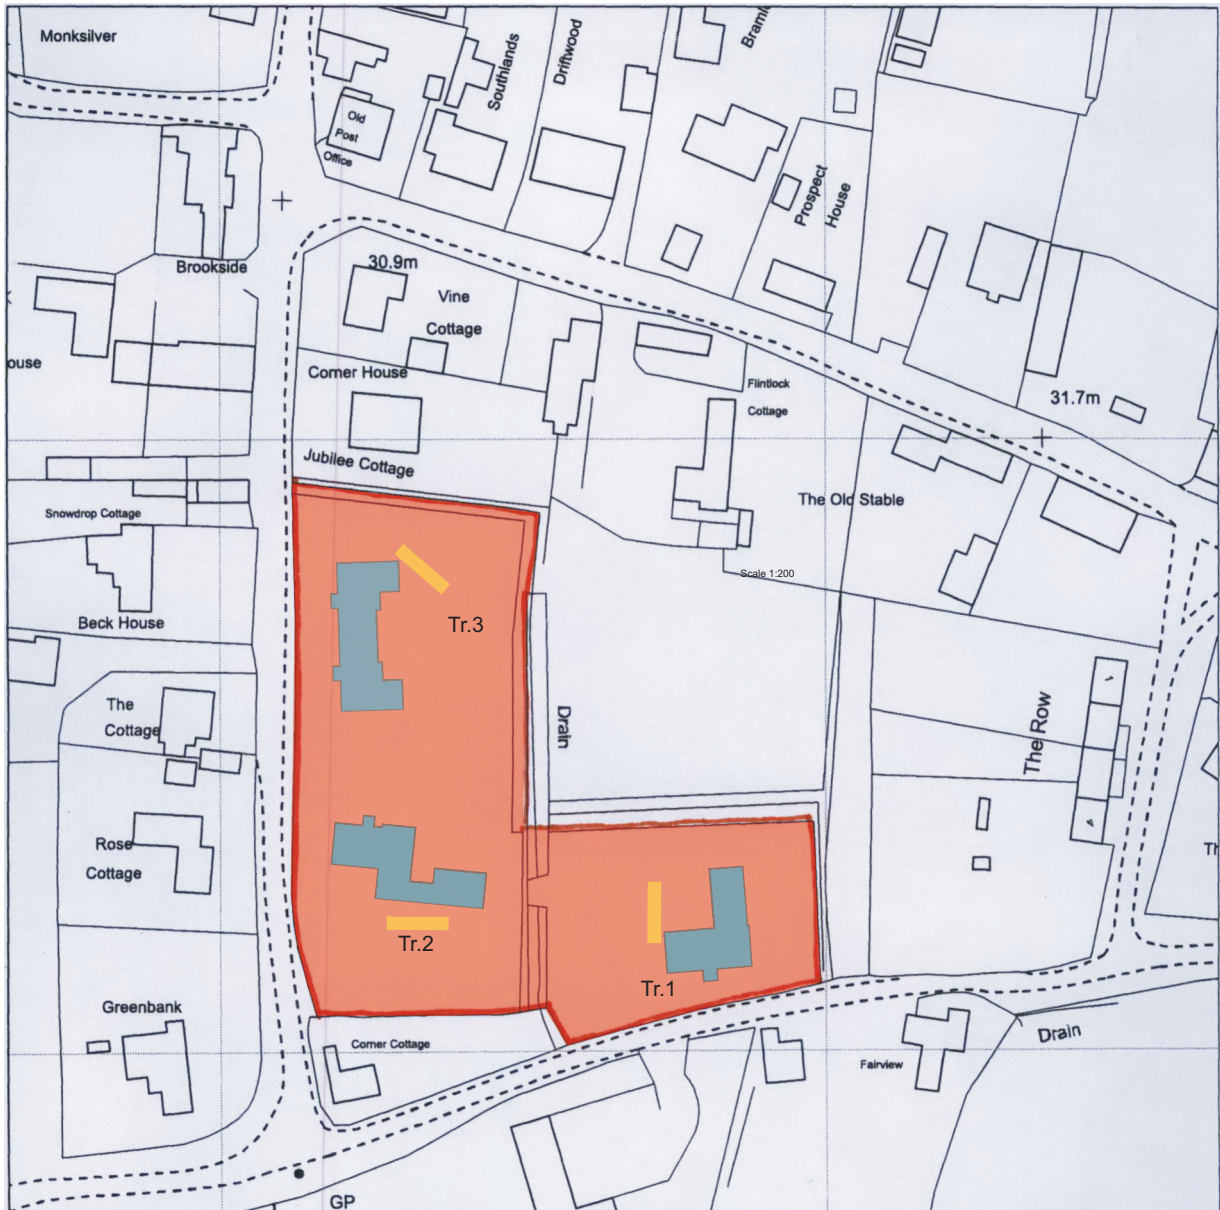 Monksilver
Southlands
Driftwood
Old
Post
Office
Prospect
House
Brookside
30.9m
Vine
Cottage
Corner House
Flintlock
Cottage
31.7m
Jubilee Cottage
The Old Stable
Snowdrop Cottage
Scale 1:200
Beck House
Tr.3
The
Cottage
Drain
The Row
Rose
Cottage
Tr.2
Tr.1
Greenbank
Corner Cottage
Fairview
Drain
GP